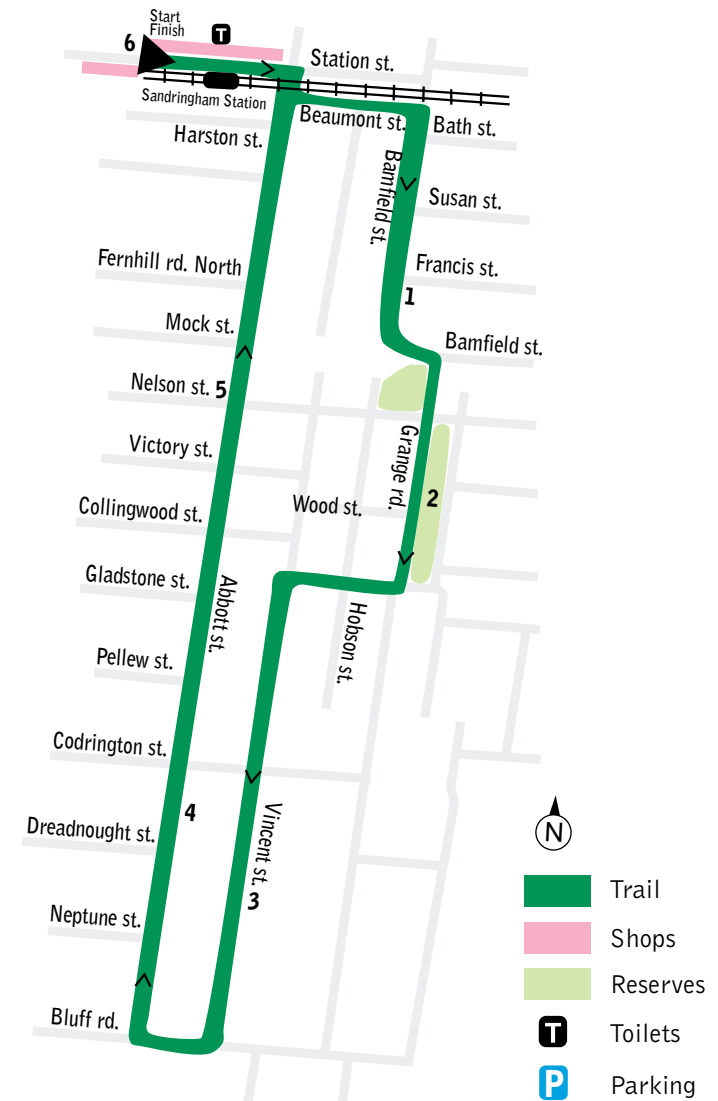 Start
Finish
T
6
Station st.
Sandringham Station
Beaumont st.
Bath st.
Harston st.
Bamfield st.
Susan st.
Fernhill rd. North
Francis st.
1
Mock st.
Bamfield st.
Nelson st. 5
Victory st.
Grange rd.
2
Wood st.
Collingwood st.
Gladstone st.
Abbott st.
Hobson st.
Pellew st.
Codrington st.
4
Vincent st.
Dreadnought st.
3
Neptune st.
Bluff rd.
N
Trail
Shops
Reserves
T Toilets
P Parking